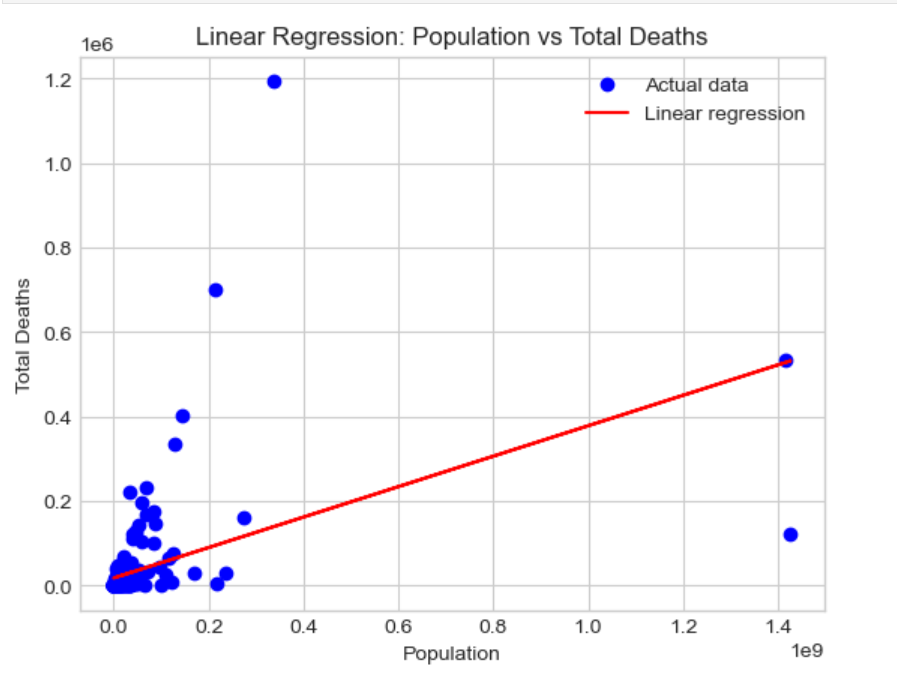 Linear Regression: Population vs Total Deaths
1e6
Actual data
Linear regression
1.2
1.0
0.8
0.6
0.4
0.2
0.0
Total Deaths
0.0 0.2 0.4 0.6 0.8 1.0 1.2 1.4
1e9
Population